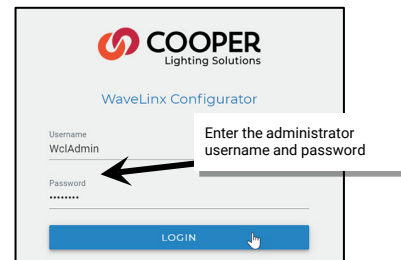 COOPER
Lighting Solutions
WaveLinx Configurator
Username
WclAdmin
Enter the administrator
username and password
Password
••••••••
LOGIN